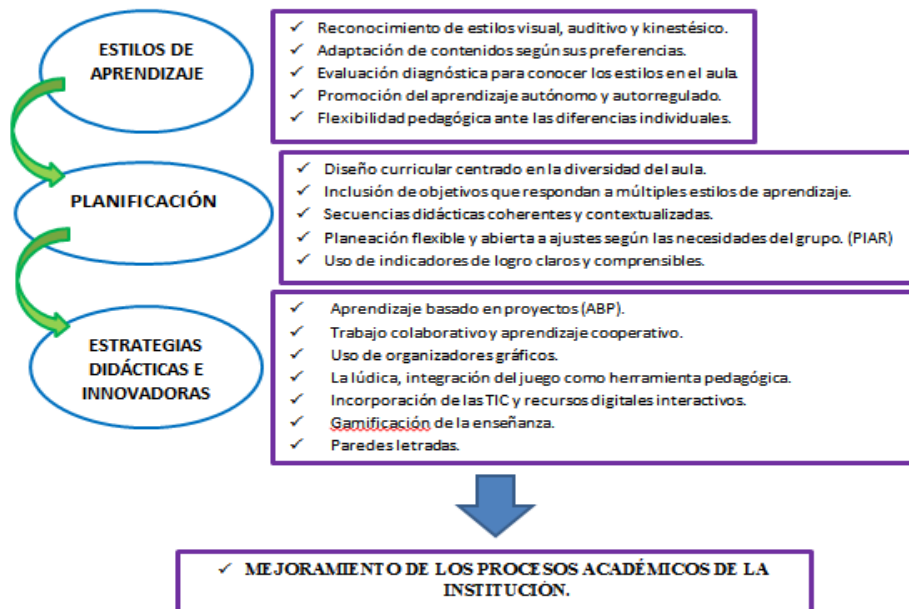 ESTILOS DE
APRENDIZAJE
✓ Reconocimiento de estilos visual, auditivo y kinestésico.
✓ Adaptación de contenidos según sus preferencias.
✓ Evaluación diagnóstica para conocer los estilos en el aula.
✓ Promoción del aprendizaje autónomo y autorregulado.
✓ Flexibilidad pedagógica ante las diferencias individuales.
PLANIFICACIÓN
✓ Diseño curricular centrado en la diversidad del aula.
✓ Inclusión de objetivos que respondan a múltiples estilos de aprendizaje.
✓ Secuencias didácticas coherentes y contextualizadas.
✓ Planeación flexible y abierta a ajustes según las necesidades del grupo. (PIAR)
✓ Uso de indicadores de logro claros y comprensibles.
ESTRATEGIAS
DIDÁCTICAS E
INNOVADORAS
✓ Aprendizaje basado en proyectos (ABP).
✓ Trabajo colaborativo y aprendizaje cooperativo.
✓ Uso de organizadores gráficos.
✓ La lúdica, integración del juego como herramienta pedagógica.
✓ Incorporación de las TIC y recursos digitales interactivos.
✓ Gamificación de la enseñanza.
✓ Paredes letradas.
✓ MEJORAMIENTO DE LOS PROCESOS ACADÉMICOS DE LA
INSTITUCIÓN.